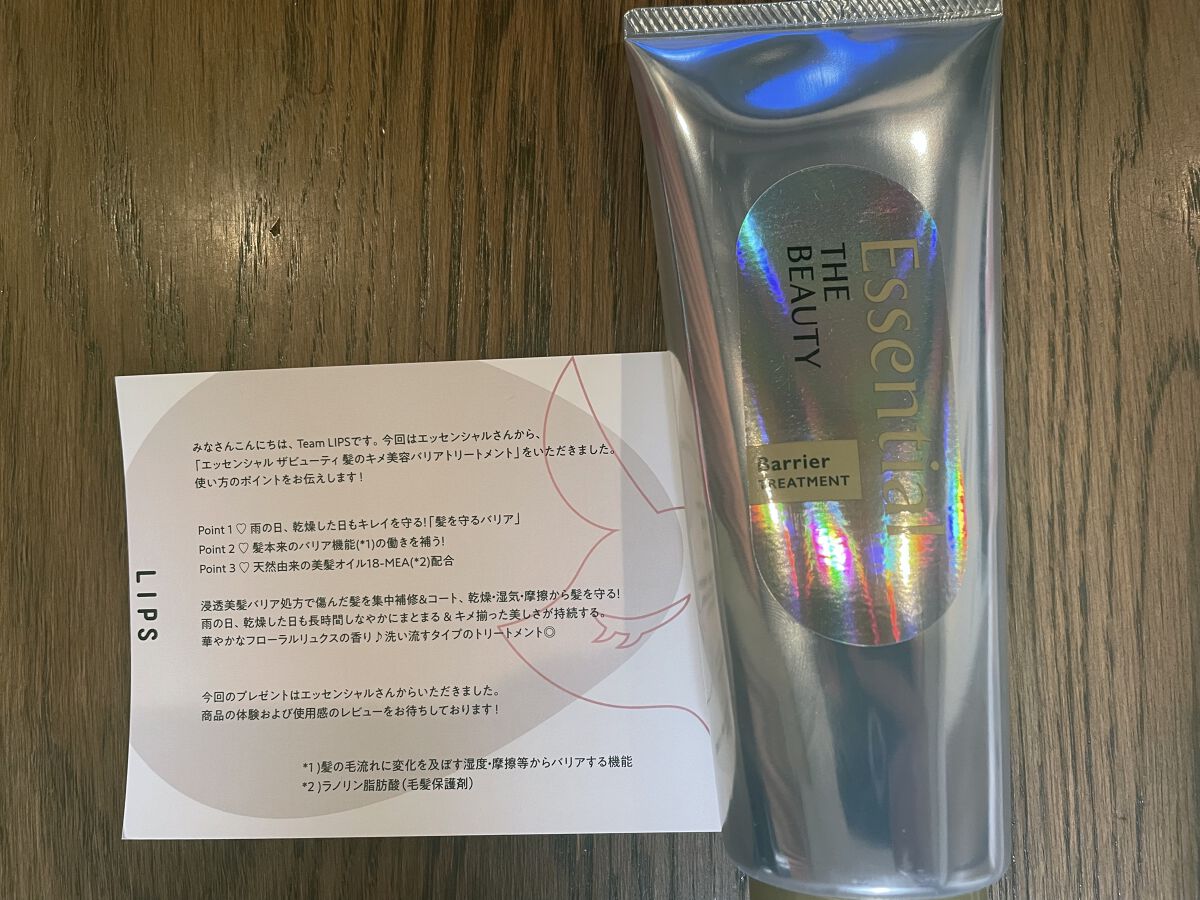 みなさんこんにちは、Team LIPSです。今回はエッセンシャルさんから、
「エッセンシャル ザビューティ 髪のキメ美容バリアトリートメント」をいただきました。
使い方のポイントをお伝えします！
Point 1 ♡ 雨の日、乾燥した日もキレイを守る！「髪を守るバリア」
Point 2 ♡ 髪本来のバリア機能(*1)の働きを補う！
Point 3 ♡ 天然由来の美髪オイル18-MEA(*2)配合
浸透美髪バリア処方で傷んだ髪を集中補修&コート、乾燥・湿気・摩擦から髪を守る！
雨の日、乾燥した日も長時間しなやかにまとまる & キメ揃った美しさが持続する。
華やかなフローラルリュクスの香り♪洗い流すタイプのトリートメント◎
今回のプレゼントはエッセンシャルさんからいただきました。
商品の体験および使用感のレビューをお待ちしております！
*1 )髪の毛流れに変化を及ぼす湿度・摩擦等からバリアする機能
*2 )ラノリン脂肪酸（毛髪保護剤）
LIPS
Essential
THE
BEAUTY
Barrier
TREATMENT